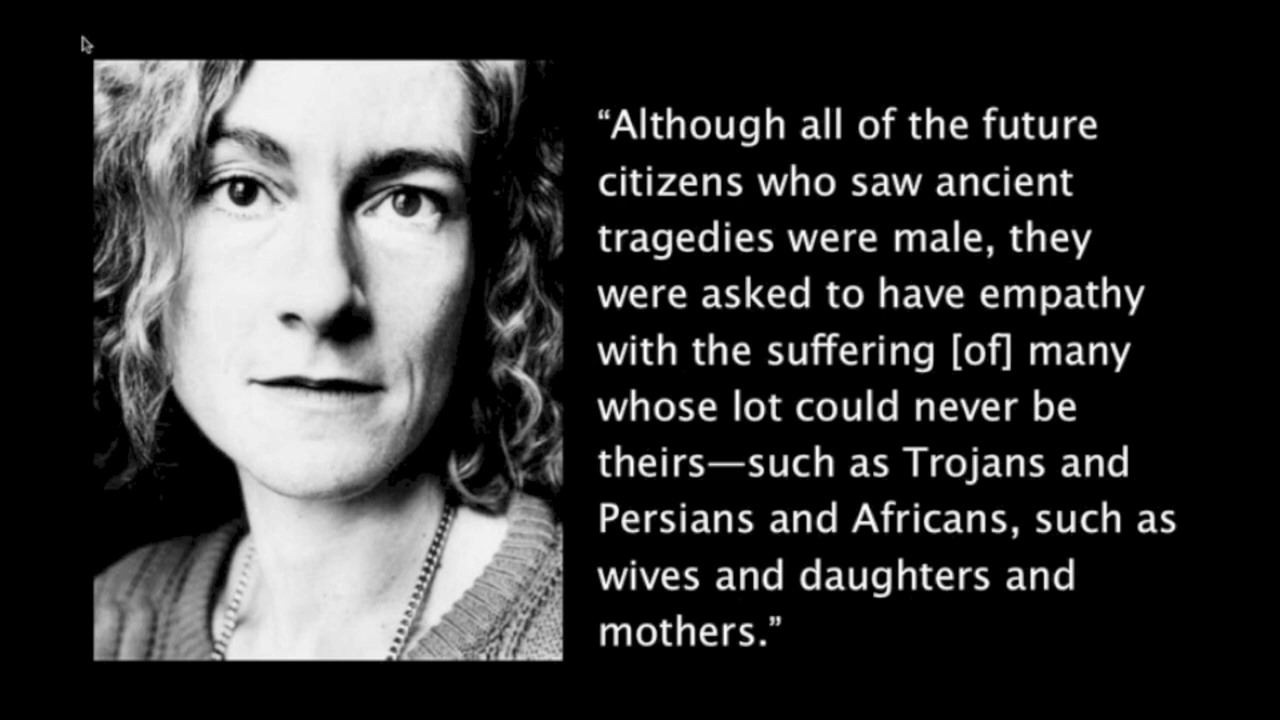 “Although all of the future
citizens who saw ancient
tragedies were male, they
were asked to have empathy
with the suffering [of] many
whose lot could never be
theirs—such as Trojans and
Persians and Africans, such as
wives and daughters and
mothers.”